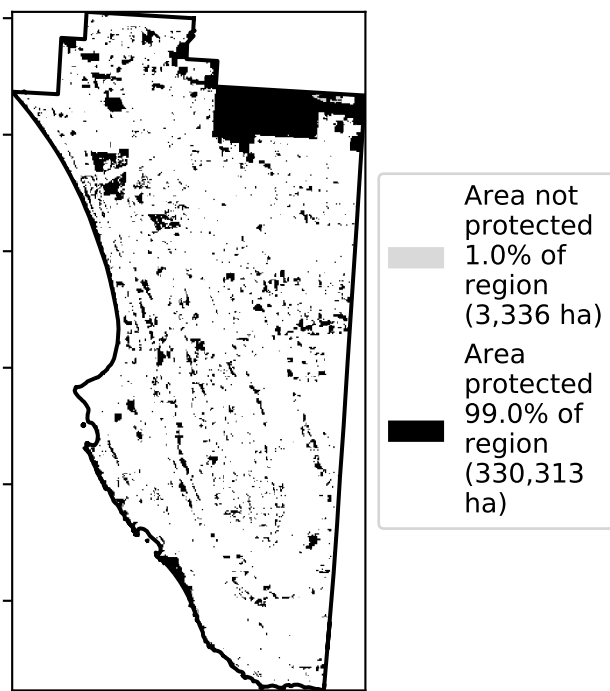 Area not
protected
1.0% of
region
(3,336 ha)
Area
protected
99.0% of
region
(330,313
ha)